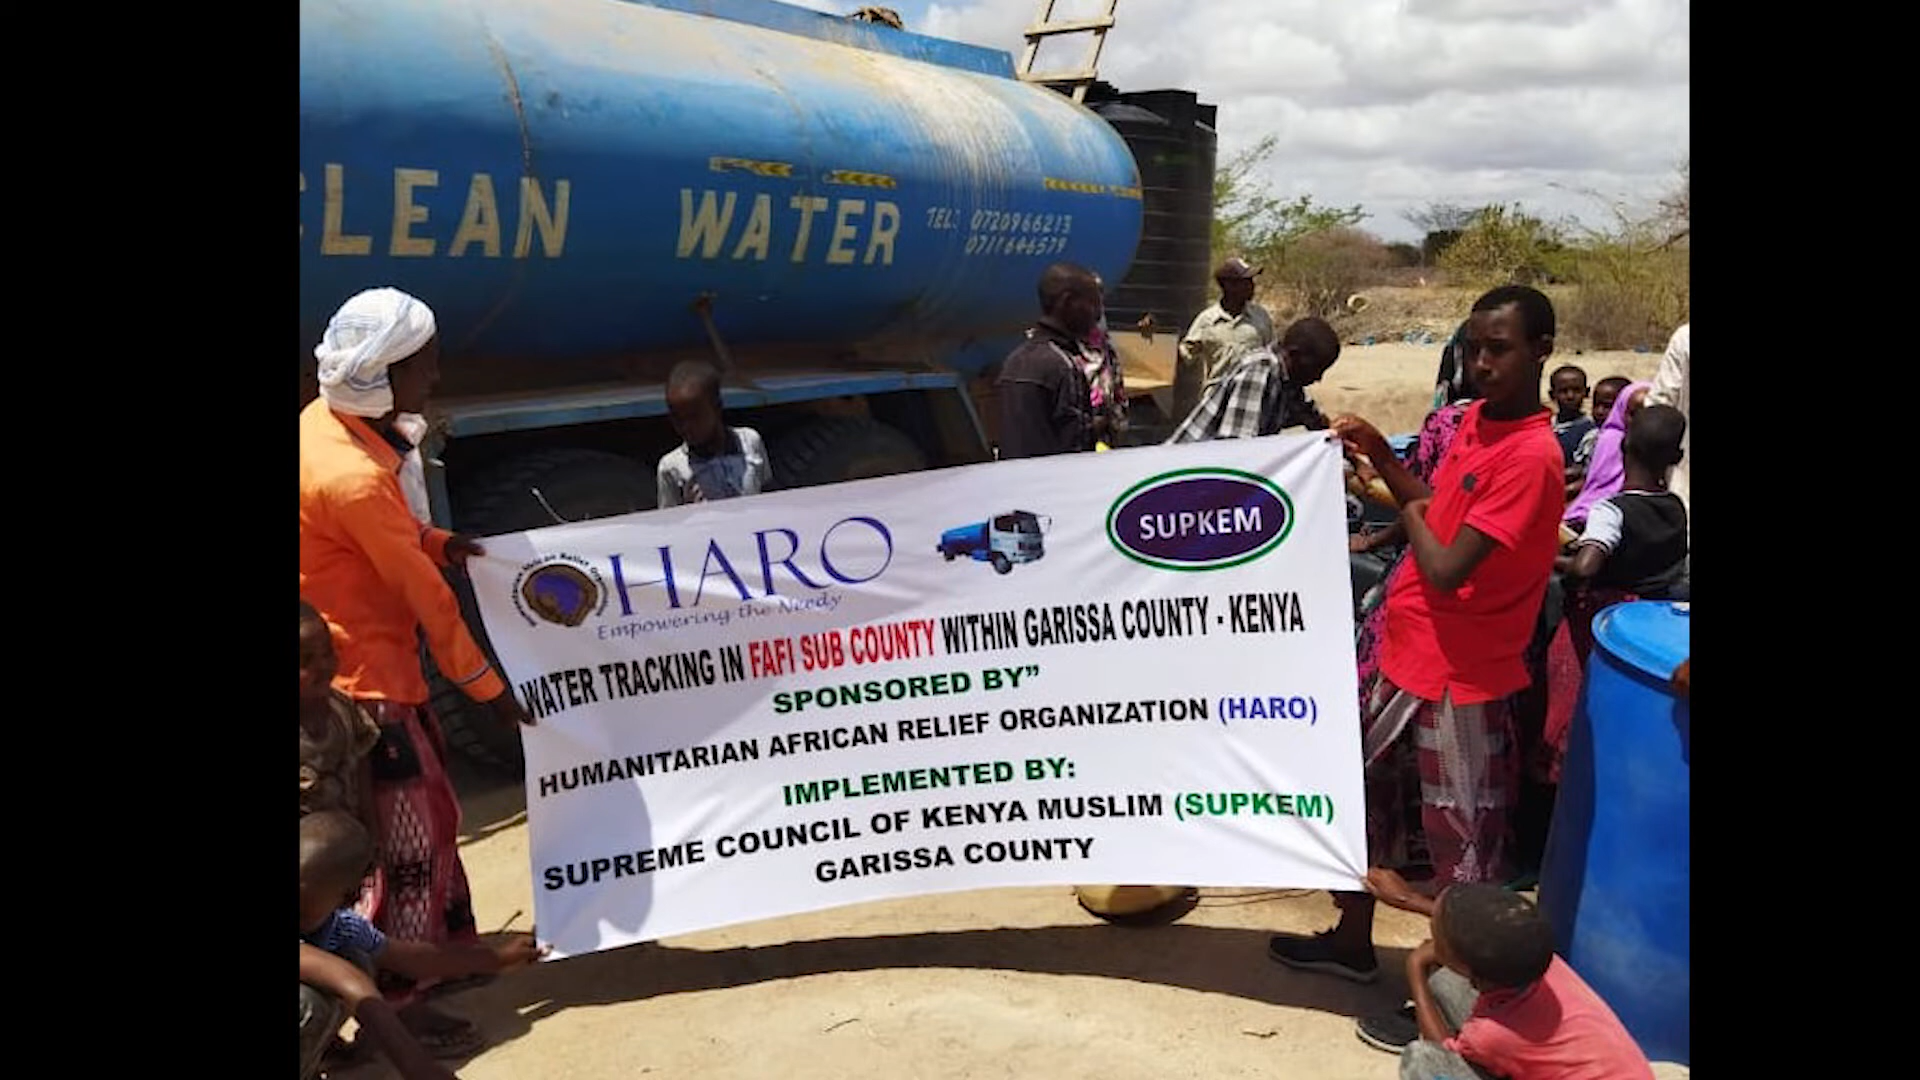 CLEAN WATER
TEL: 0720966213
0711646579
HARO
Empowering the Needy
SUPKEM
WATER TRACKING IN FAFI SUB COUNTY WITHIN GARISSA COUNTY - KENYA
SPONSORED BY”
HUMANITARIAN AFRICAN RELIEF ORGANIZATION (HARO)
IMPLEMENTED BY:
SUPREME COUNCIL OF KENYA MUSLIM (SUPKEM)
GARISSA COUNTY